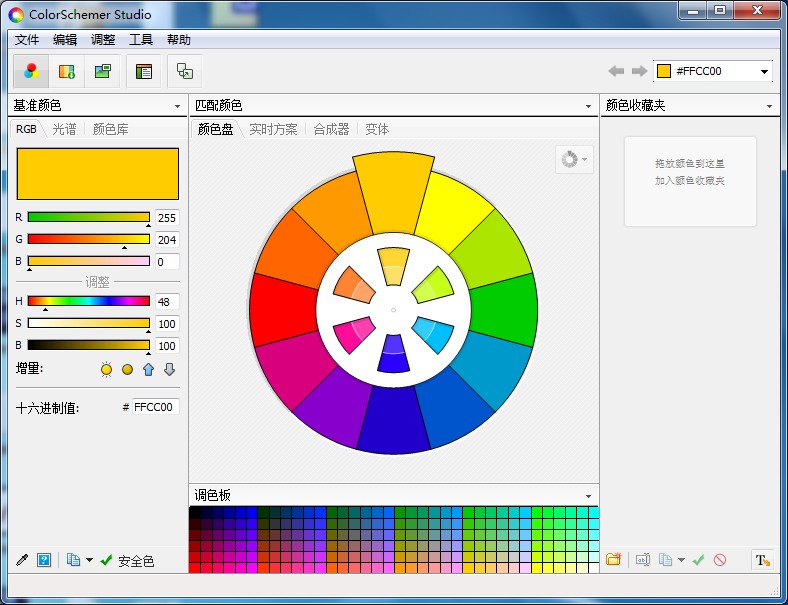 ColorSchemer Studio
文件 编辑 调整 工具 帮助
#FFCC00
基准颜色
匹配颜色
颜色收藏夹
RGB 光谱 颜色库
颜色盘 实时方案 合成器 变体
R 255
G 204
B 0
调整
H 48
S 100
B 100
增量:
十六进制值: # FFCC00
拖放颜色到这里
加入颜色收藏夹
调色板
安全色